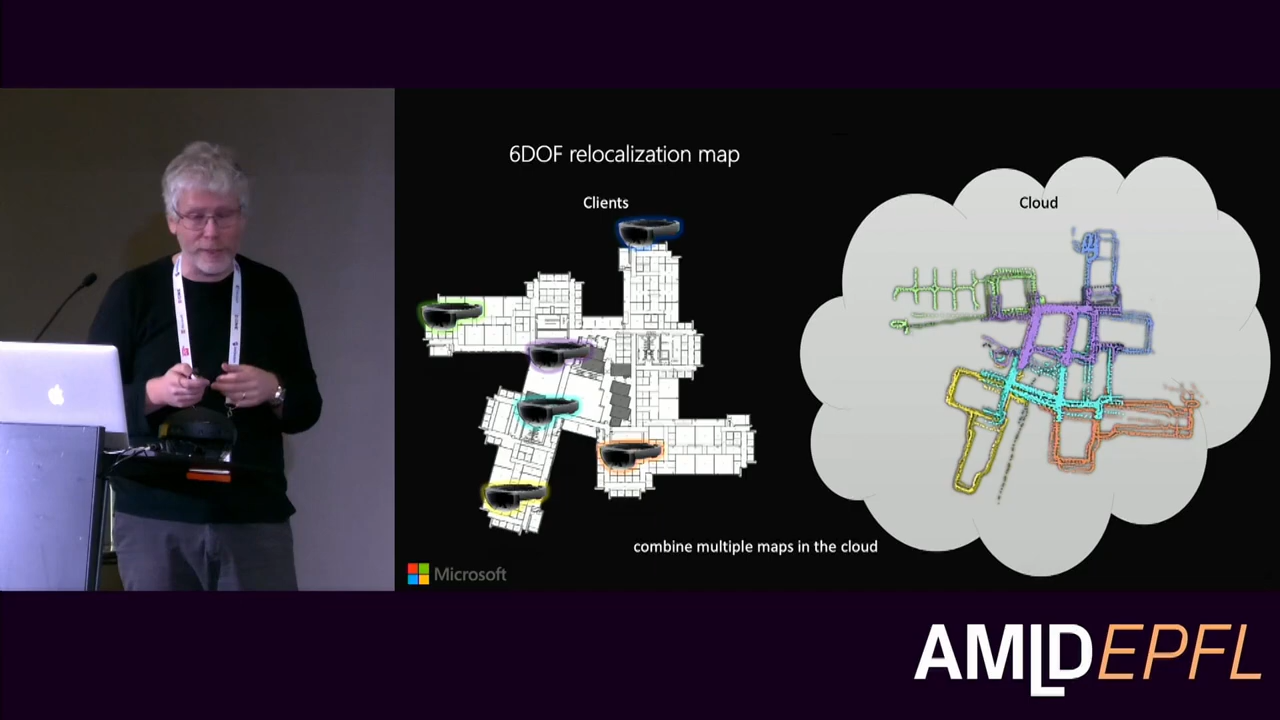 6DOF relocalization map
Clients
Cloud
combine multiple maps in the cloud
Microsoft
AMLD EPFL